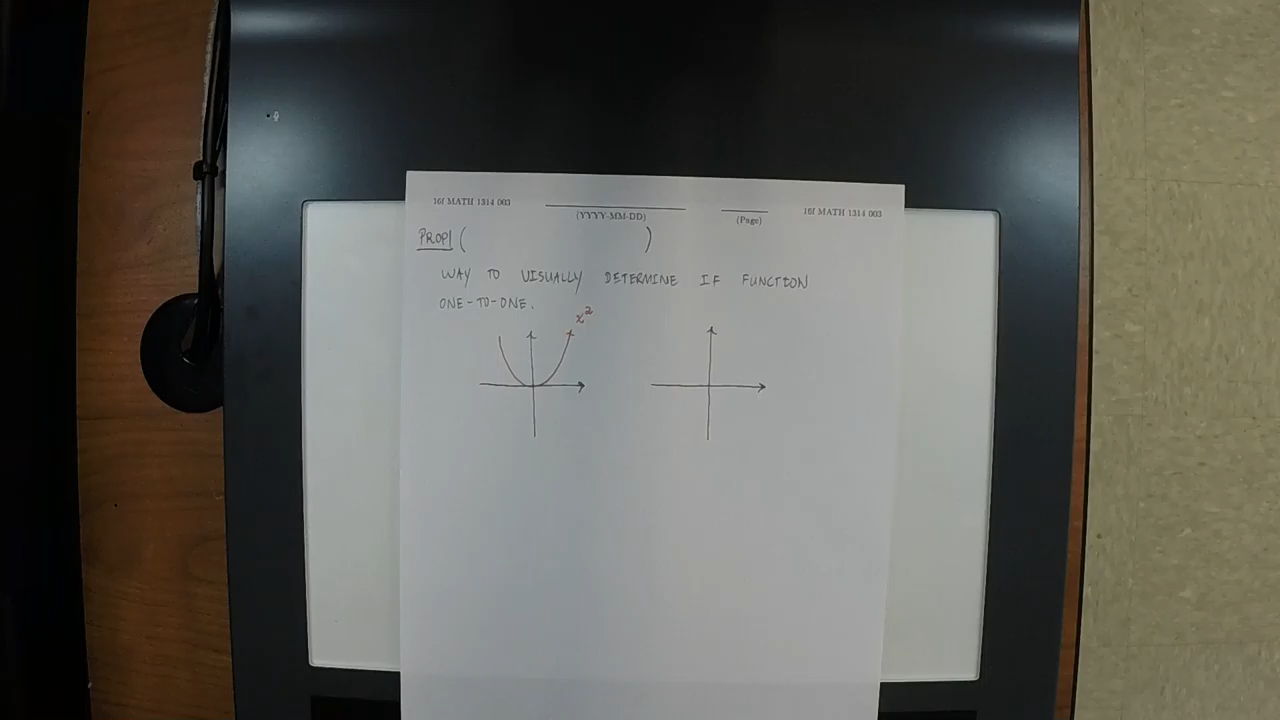 16f MATH 1314 003 (YYYY-MM-DD) (Page) 16f MATH 1314 003
PROP| ( )
WAY TO VISUALLY DETERMINE IF FUNCTION
ONE-TO-ONE.
x²